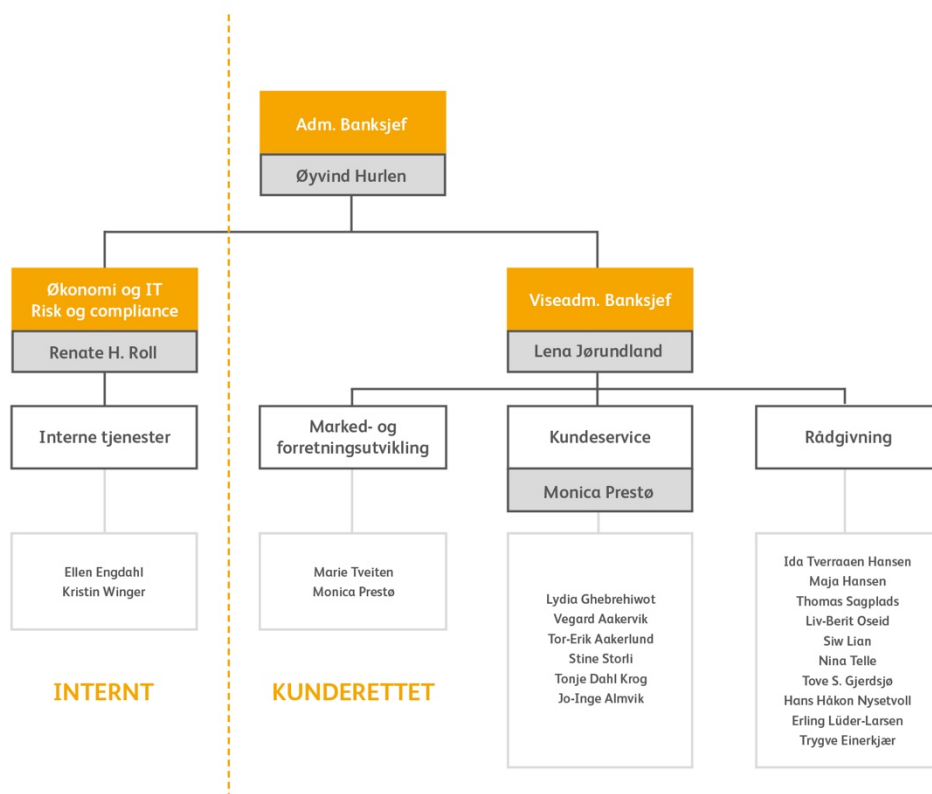 Adm. Banksjef
Øyvind Hurlen
Økonomi og IT
Risk og compliance
Renate H. Roll
Viseadm. Banksjef
Lena Jørundland
Interne tjenester
Marked- og
forretningsutvikling
Kundeservice
Monica Prestø
Rådgivning
Ellen Engdahl
Kristin Winger
Marie Tveiten
Monica Prestø
Lydia Ghebrehiwot
Vegard Aakervik
Tor-Erik Aakerlund
Stine Storli
Tonje Dahl Krog
Jo-Inge Almvik
Ida Tverraaen Hansen
Maja Hansen
Thomas Sagplads
Liv-Berit Oseid
Siw Lian
Nina Telle
Tove S. Gjerdsjø
Hans Håkon Nysetvoll
Erling Lüder-Larsen
Trygve Einerkjær
INTERNT
KUNDERETTET